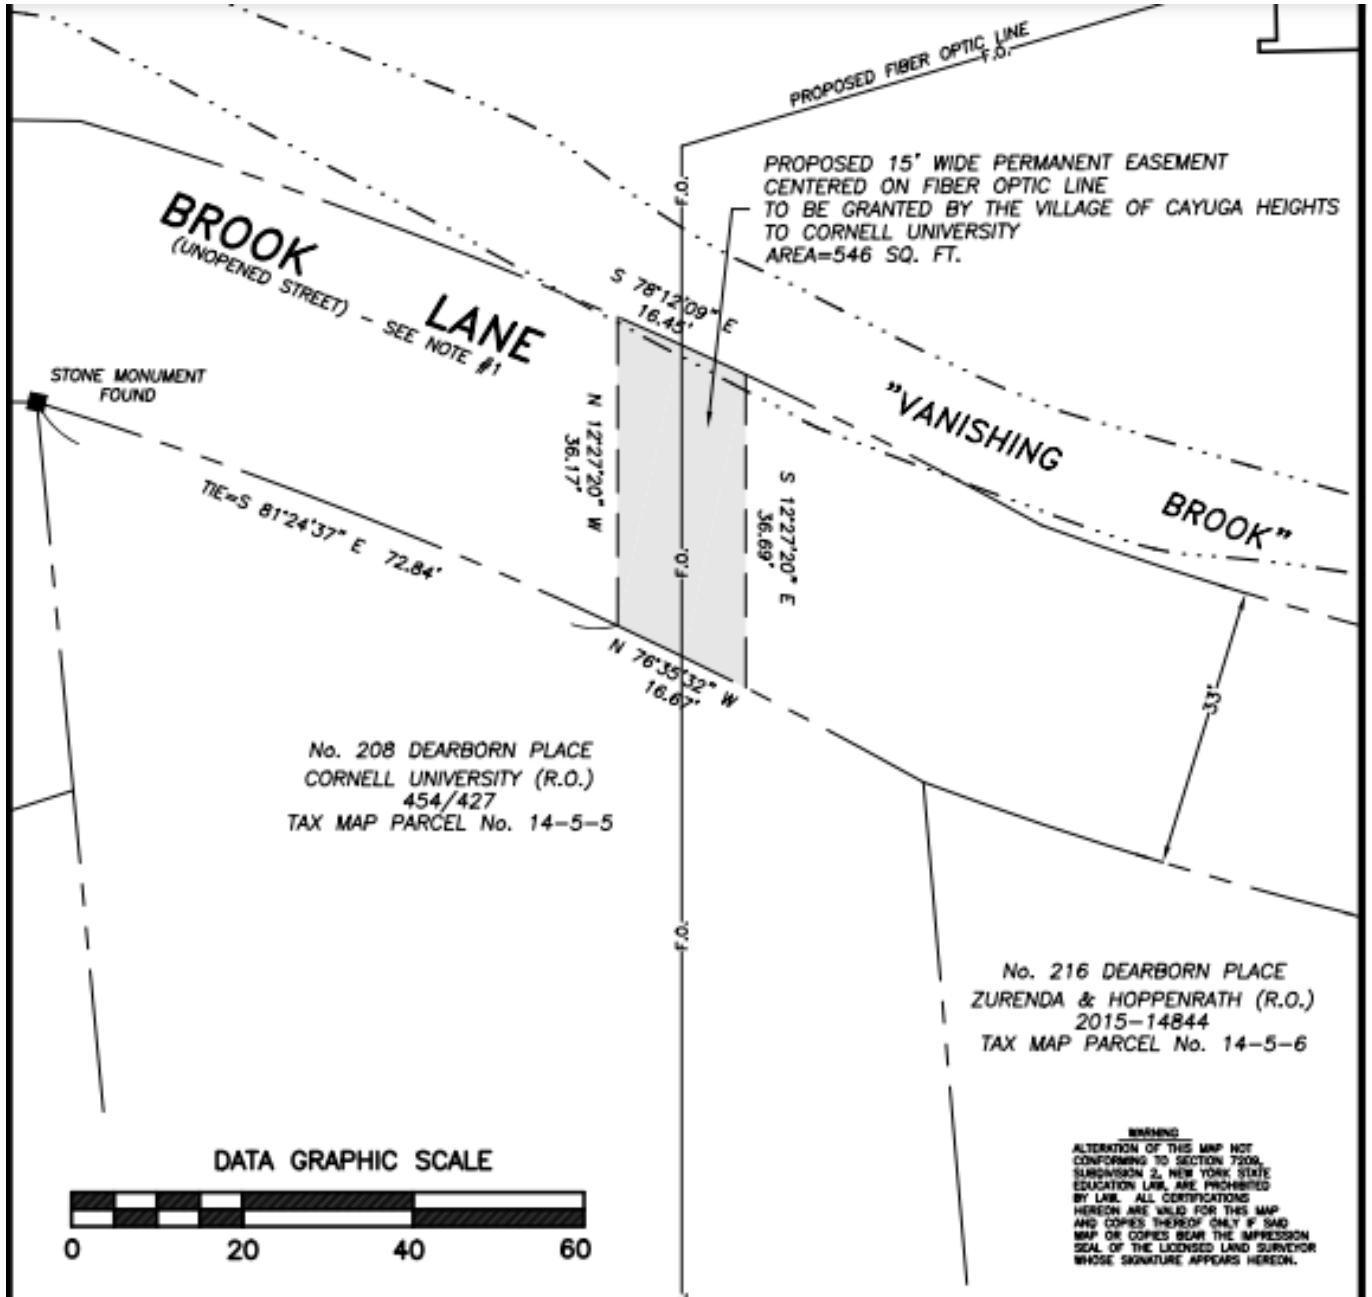 PROPOSED FIBER OPTIC LINE
F.O.
F.O.
PROPOSED 15' WIDE PERMANENT EASEMENT
CENTERED ON FIBER OPTIC LINE
TO BE GRANTED BY THE VILLAGE OF CAYUGA HEIGHTS
TO CORNELL UNIVERSITY
AREA=546 SQ. FT.
BROOK LANE
(UNOPENED STREET) - SEE NOTE #1
S 78°12'09" E
16.45'
STONE MONUMENT
FOUND
"VANISHING BROOK"
N 12°27'20" W
36.17'
S 12°27'20" E
36.69'
TIE=S 81°24'37" E 72.84'
F.O.
N 76°35'32" W
16.67'
33'
No. 208 DEARBORN PLACE
CORNELL UNIVERSITY (R.O.)
454/427
TAX MAP PARCEL No. 14-5-5
F.O.
No. 216 DEARBORN PLACE
ZURENDA & HOPPENRATH (R.O.)
2015-14844
TAX MAP PARCEL No. 14-5-6
DATA GRAPHIC SCALE
0 20 40 60
WARNING
ALTERATION OF THIS MAP NOT
CONFORMING TO SECTION 7209,
SUBDIVISION 2, NEW YORK STATE
EDUCATION LAW, ARE PROHIBITED
BY LAW. ALL CERTIFICATIONS
HEREON ARE VALID FOR THIS MAP
AND COPIES THEREOF ONLY IF SAID
MAP OR COPIES BEAR THE IMPRESSION
SEAL OF THE LICENSED LAND SURVEYOR
WHOSE SIGNATURE APPEARS HEREON.